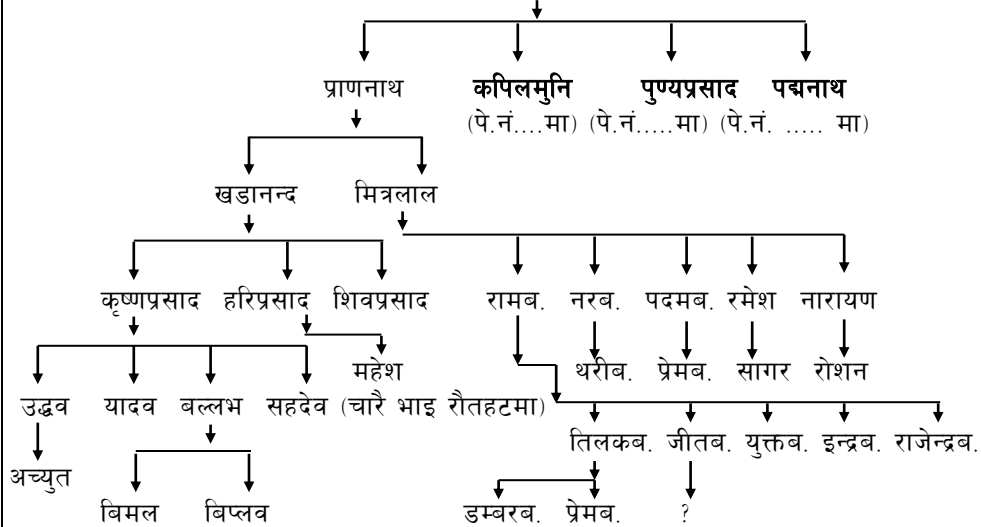 प्राणनाथ कपिलमुनि पुण्यप्रसाद पद्मनाथ
(पे.नं....मा) (पे.नं.....मा) (पे.नं. ..... मा)
खडानन्द मित्रलाल
कृष्णप्रसाद हरिप्रसाद शिवप्रसाद रामब. नरब. पदमब. रमेश नारायण
महेश थरीब. प्रेमब. सागर रोशन
उद्धव यादव बल्लभ सहदेव (चारै भाइ रौतहटमा)
तिलकब. जीतब. युक्तब. इन्द्रब. राजेन्द्रब.
अच्युत
बिमल बिप्लव डम्बरब. प्रेमब. ?